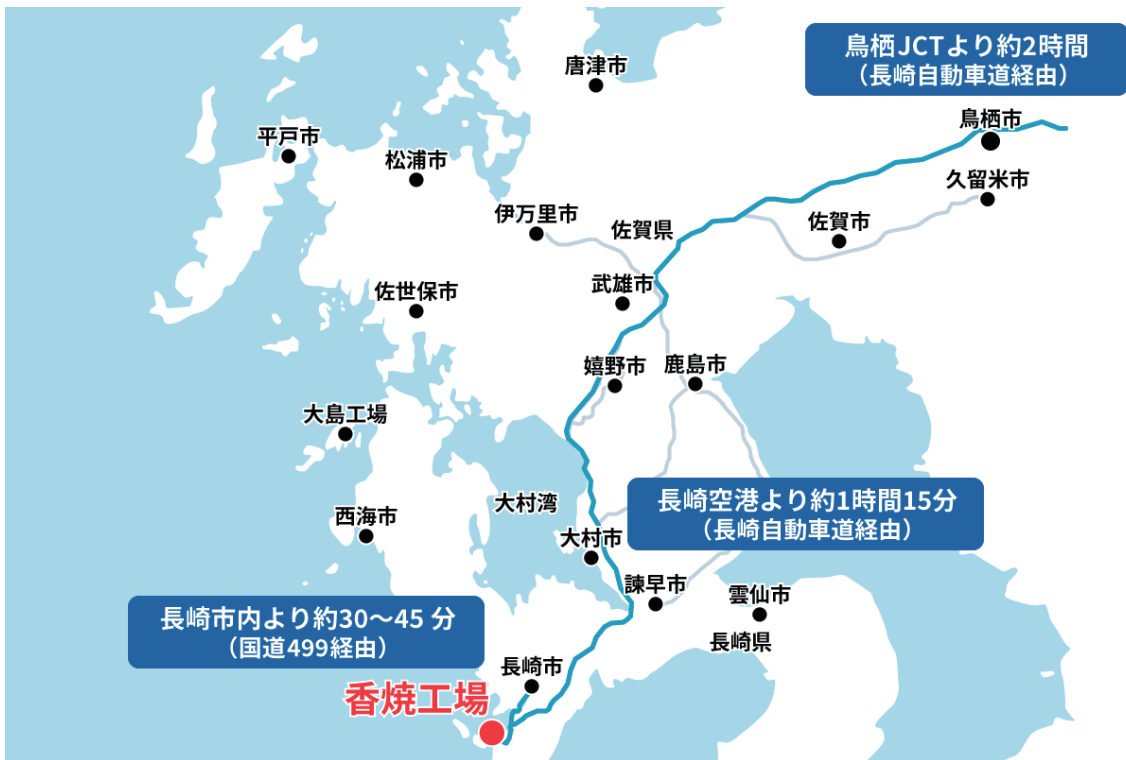 鳥栖JCTより約2時間
（長崎自動車道経由）
唐津市
鳥栖市
平戸市
松浦市
久留米市
伊万里市
佐賀県
佐賀市
武雄市
佐世保市
嬉野市
鹿島市
大島工場
長崎空港より約1時間15分
（長崎自動車道経由）
大村湾
西海市
大村市
諫早市
雲仙市
長崎県
長崎市内より約30〜45 分
（国道499経由）
長崎市
香焼工場